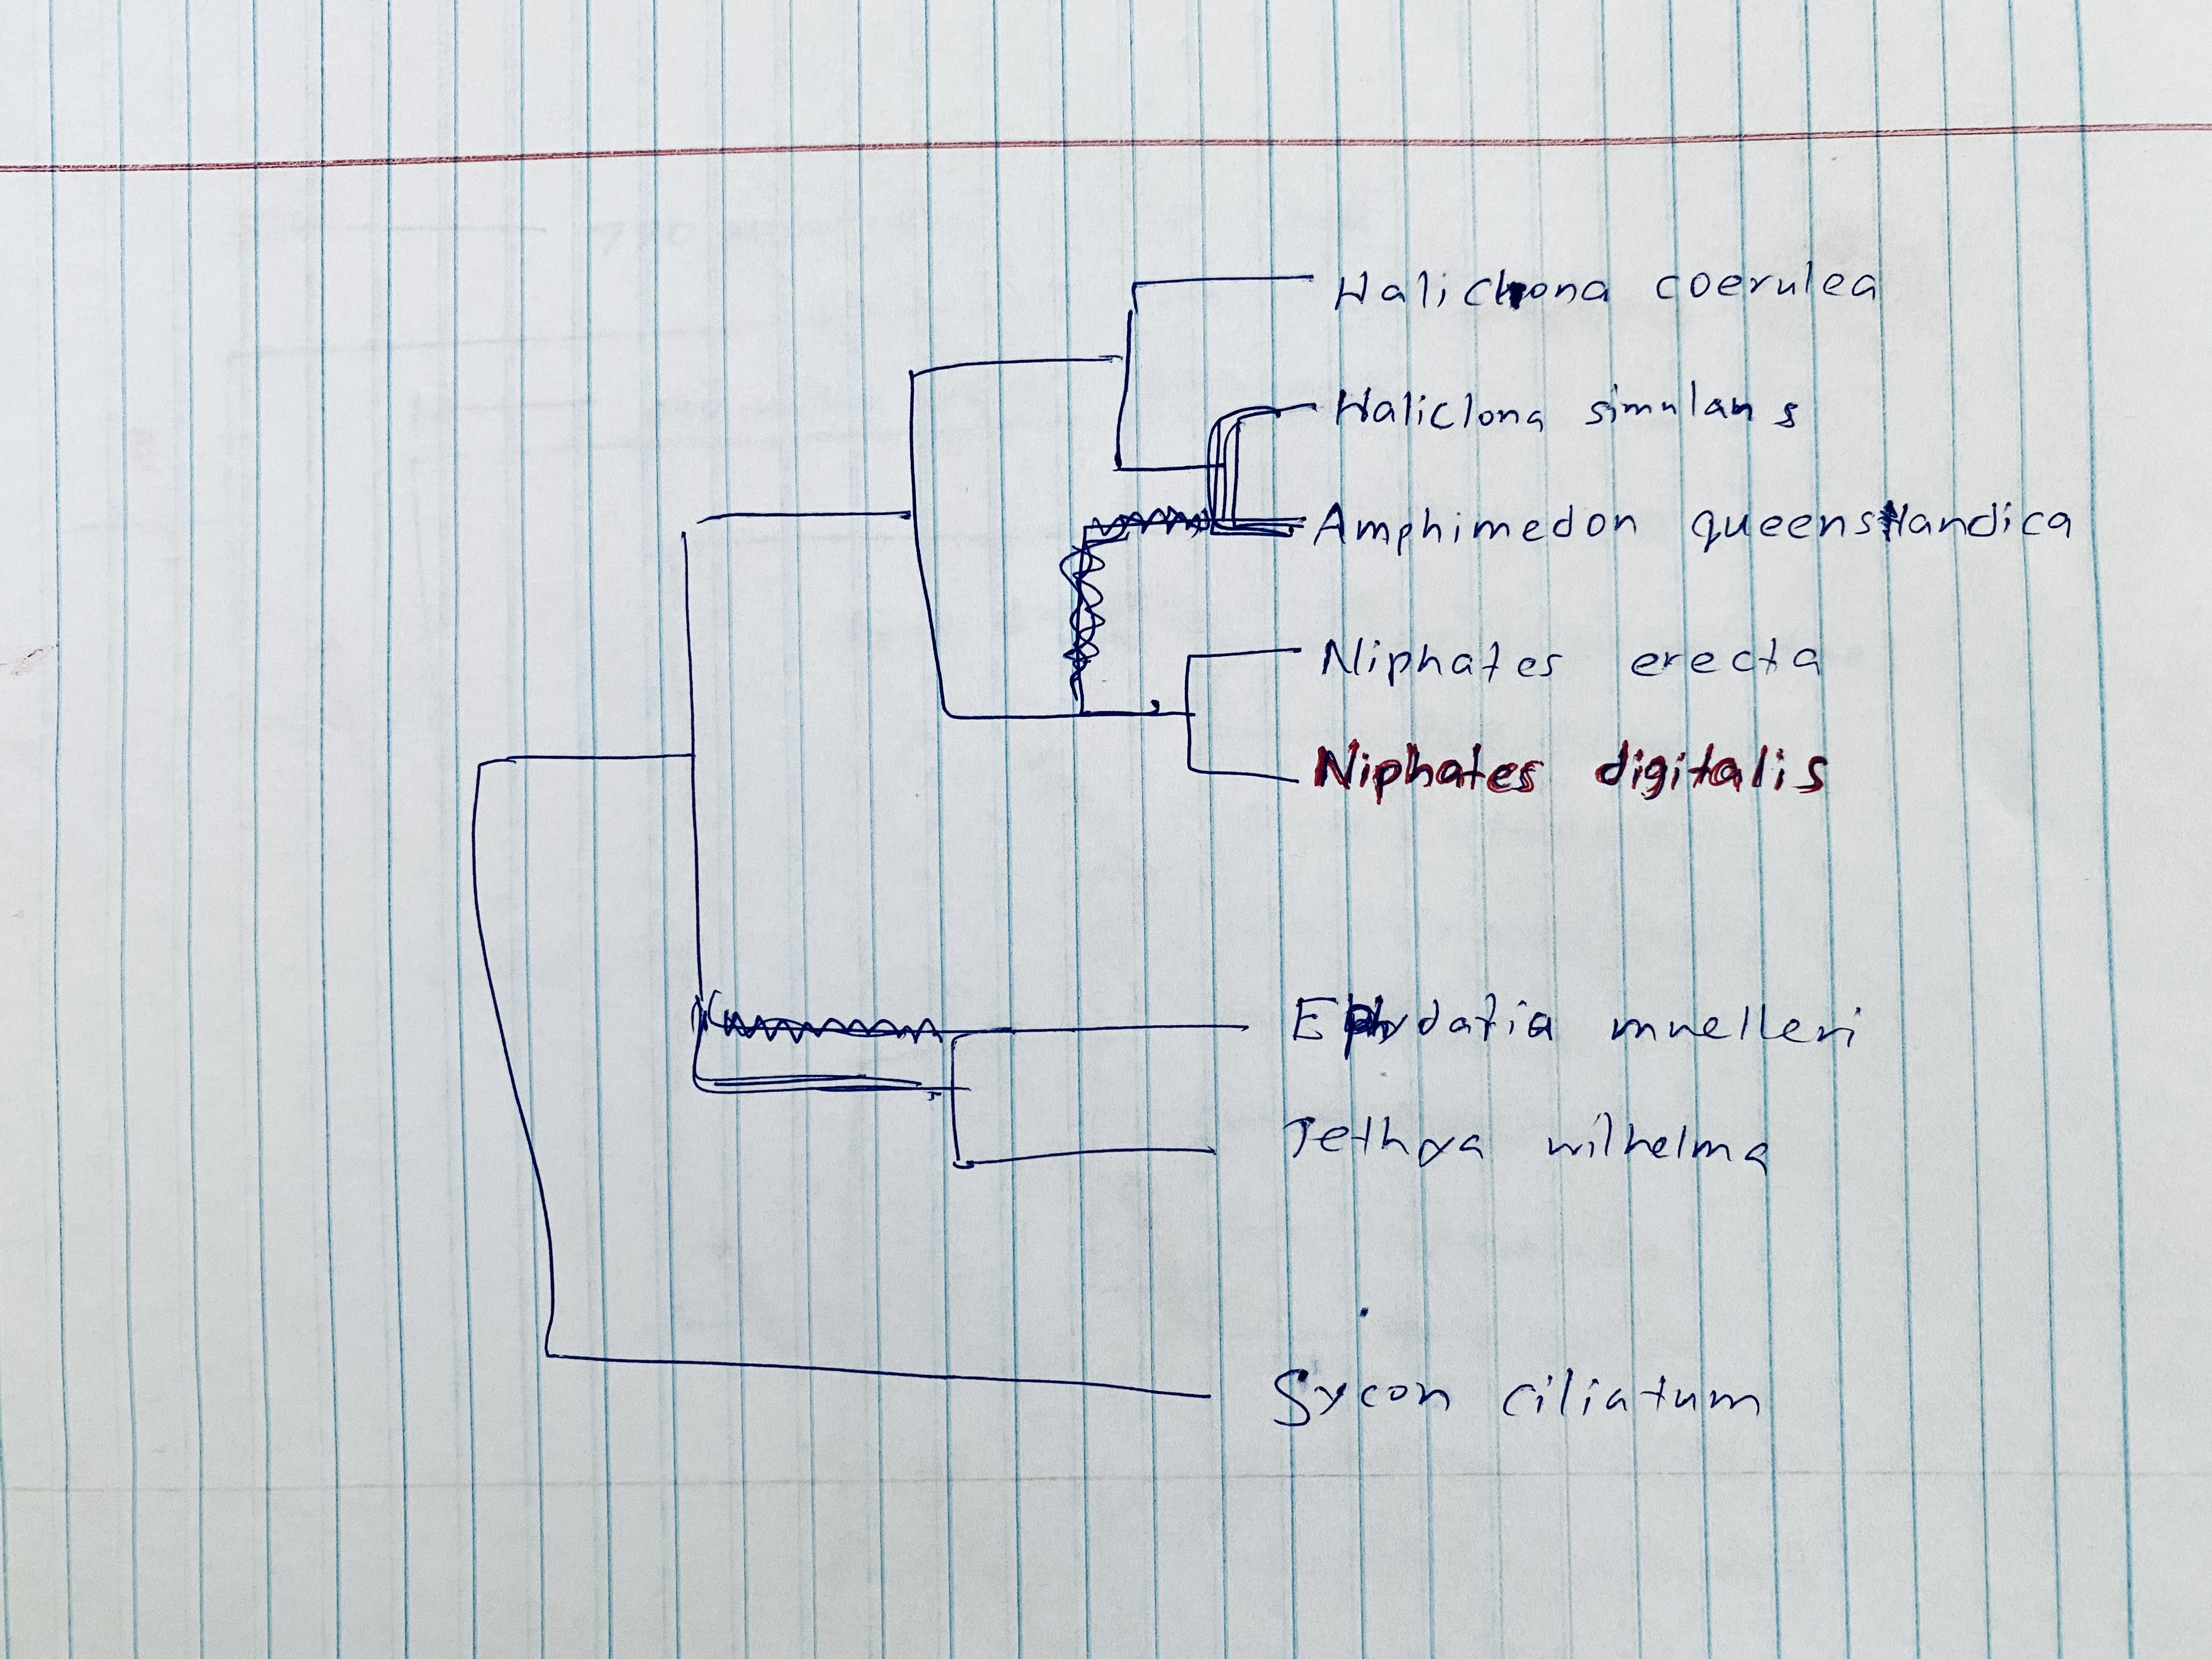 Haliclona coerulea
Haliclona simulans
Amphimedon queenslandica
Niphates erecta
Niphates digitalis
Ephydatia muelleri
Tethya wilhelma
Sycon ciliatum